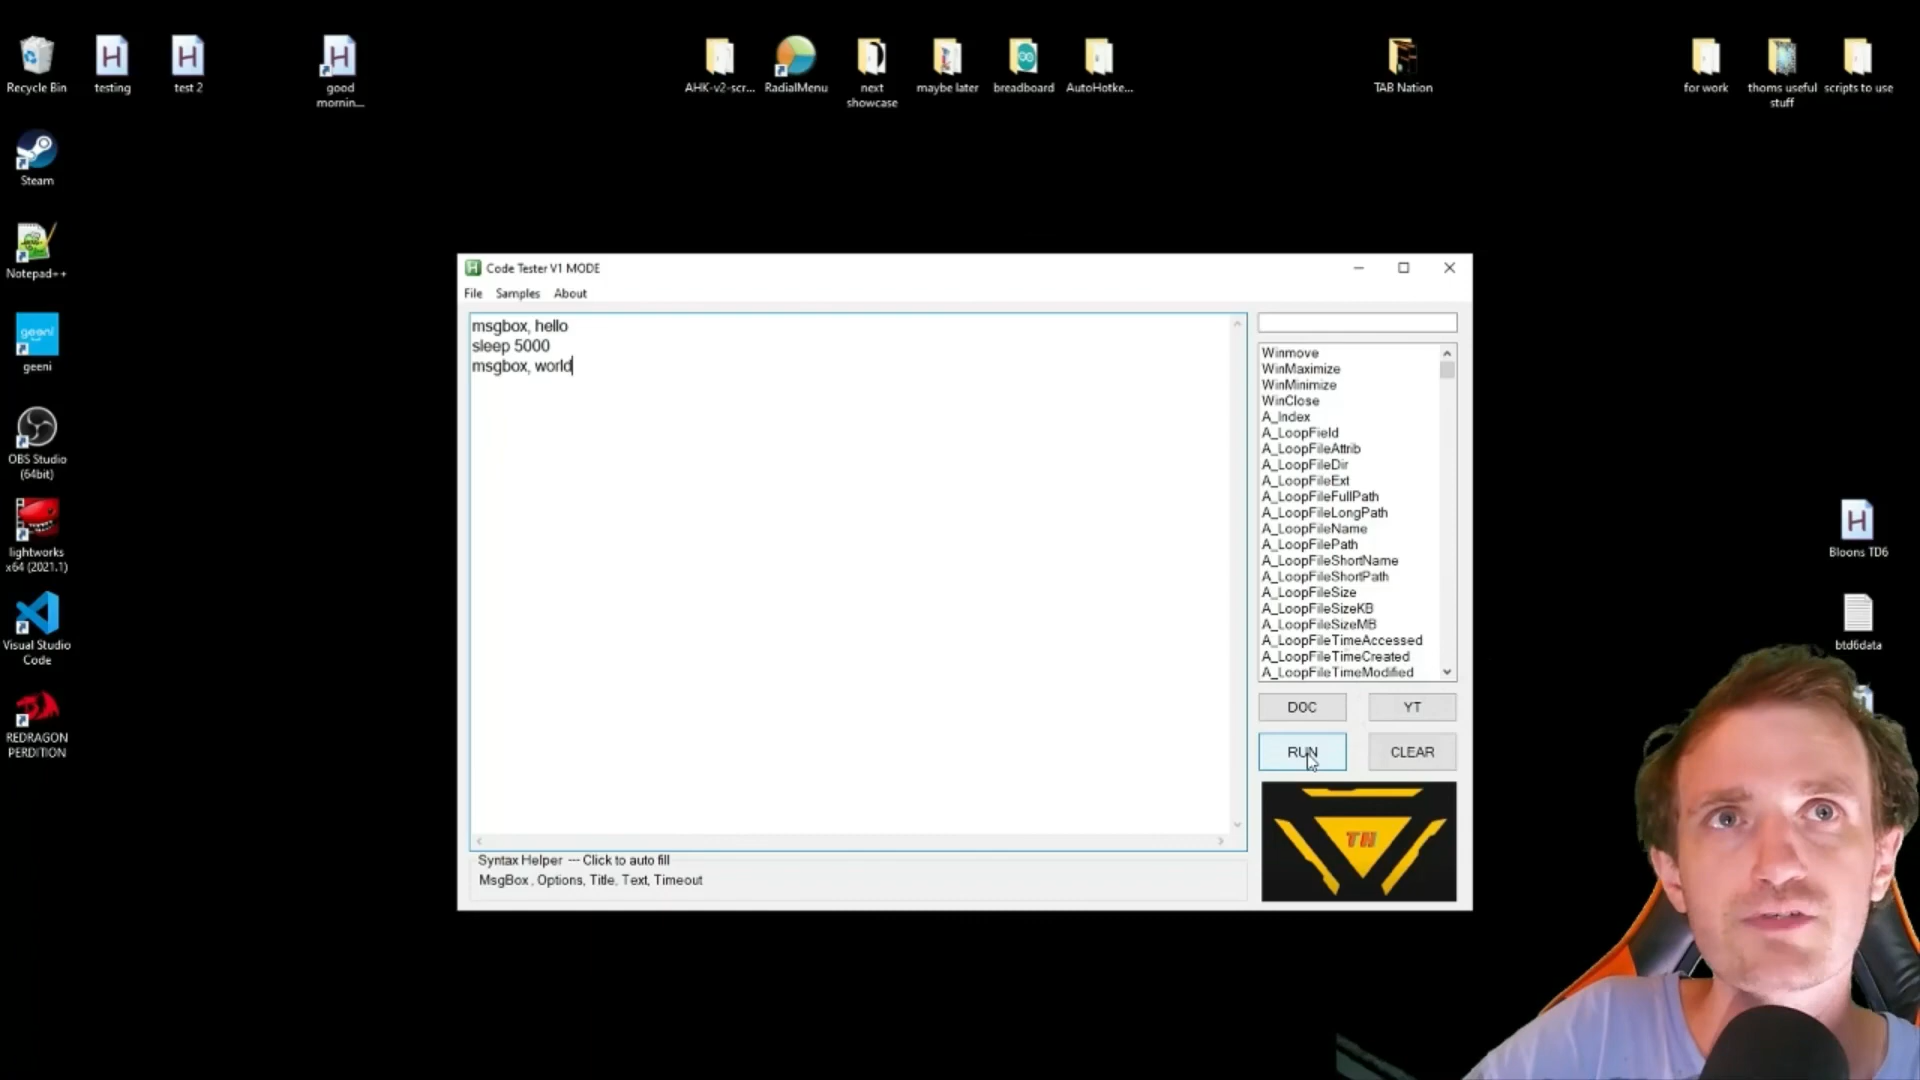 Recycle Bin
testing
test 2
good
mornin...
AHK-v2-scr...
RadialMenu
next
showcase
maybe later
breadboard
AutoHotke...
TAB Nation
for work
thoms useful
stuff
scripts to use
Steam
Notepad++
geeni
geeni
OBS Studio
(64bit)
lightworks
x64 (2021.1)
Visual Studio
Code
REDRAGON
PERDITION
Bloons TD6
btd6data
Code Tester V1 MODE
File Samples About
msgbox, hello
sleep 5000
msgbox, world
Winmove
WinMaximize
WinMinimize
WinClose
A_Index
A_LoopField
A_LoopFileAttrib
A_LoopFileDir
A_LoopFileExt
A_LoopFileFullPath
A_LoopFileLongPath
A_LoopFileName
A_LoopFilePath
A_LoopFileShortName
A_LoopFileShortPath
A_LoopFileSize
A_LoopFileSizeKB
A_LoopFileSizeMB
A_LoopFileTimeAccessed
A_LoopFileTimeCreated
A_LoopFileTimeModified
DOC YT
RUN CLEAR
TN
Syntax Helper --- Click to auto fill
MsgBox , Options, Title, Text, Timeout